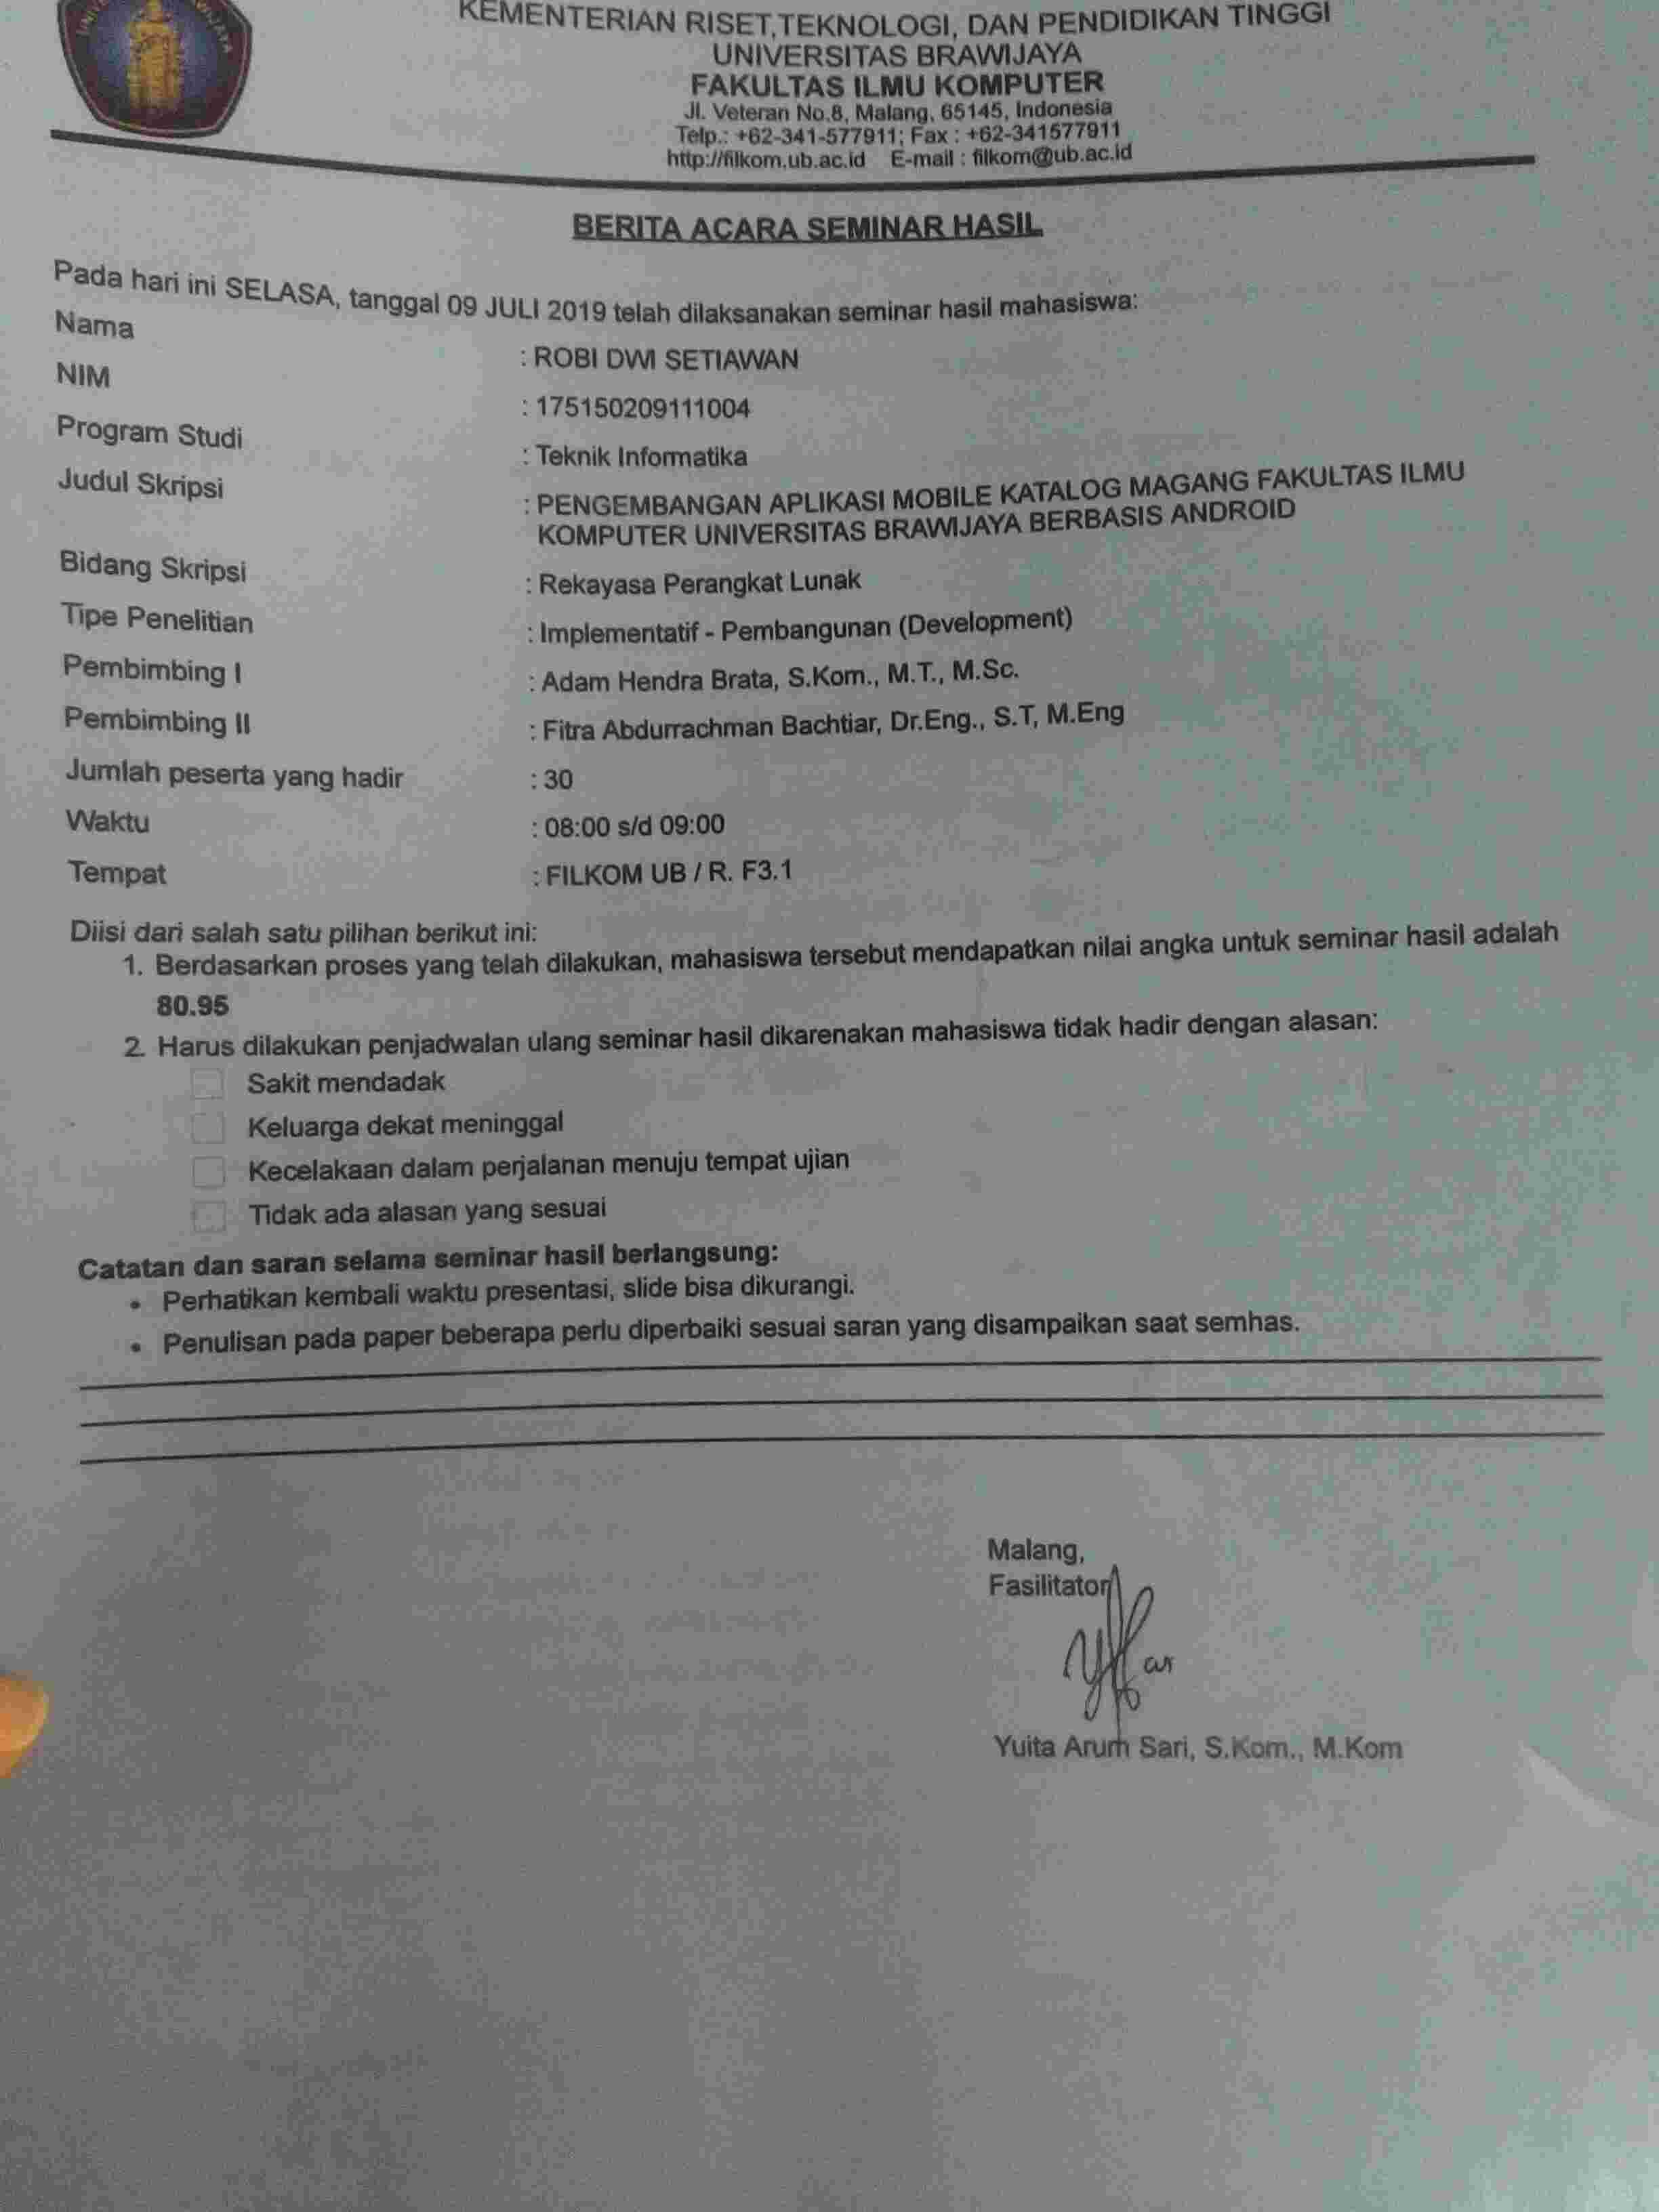 KEMENTERIAN RISET,TEKNOLOGI, DAN PENDIDIKAN TINGGI
UNIVERSITAS BRAWIJAYA
FAKULTAS ILMU KOMPUTER
Jl. Veteran No.8, Malang, 65145, Indonesia
Telp.: +62-341-577911; Fax : +62-341577911
http://filkom.ub.ac.id E-mail : filkom@ub.ac.id
BERITA ACARA SEMINAR HASIL
Pada hari ini SELASA, tanggal 09 JULI 2019 telah dilaksanakan seminar hasil mahasiswa:
Nama : ROBI DWI SETIAWAN
NIM : 175150209111004
Program Studi : Teknik Informatika
Judul Skripsi : PENGEMBANGAN APLIKASI MOBILE KATALOG MAGANG FAKULTAS ILMU
KOMPUTER UNIVERSITAS BRAWIJAYA BERBASIS ANDROID
Bidang Skripsi : Rekayasa Perangkat Lunak
Tipe Penelitian : Implementatif - Pembangunan (Development)
Pembimbing I : Adam Hendra Brata, S.Kom., M.T., M.Sc.
Pembimbing II : Fitra Abdurrachman Bachtiar, Dr.Eng., S.T, M.Eng
Jumlah peserta yang hadir : 30
Waktu : 08:00 s/d 09:00
Tempat : FILKOM UB / R. F3.1
Diisi dari salah satu pilihan berikut ini:
1. Berdasarkan proses yang telah dilakukan, mahasiswa tersebut mendapatkan nilai angka untuk seminar hasil adalah
80.95
2. Harus dilakukan penjadwalan ulang seminar hasil dikarenakan mahasiswa tidak hadir dengan alasan:
Sakit mendadak
Keluarga dekat meninggal
Kecelakaan dalam perjalanan menuju tempat ujian
Tidak ada alasan yang sesuai
Catatan dan saran selama seminar hasil berlangsung:
• Perhatikan kembali waktu presentasi, slide bisa dikurangi.
• Penulisan pada paper beberapa perlu diperbaiki sesuai saran yang disampaikan saat semhas.
Malang,
Fasilitator
Yuita Arum Sari, S.Kom., M.Kom